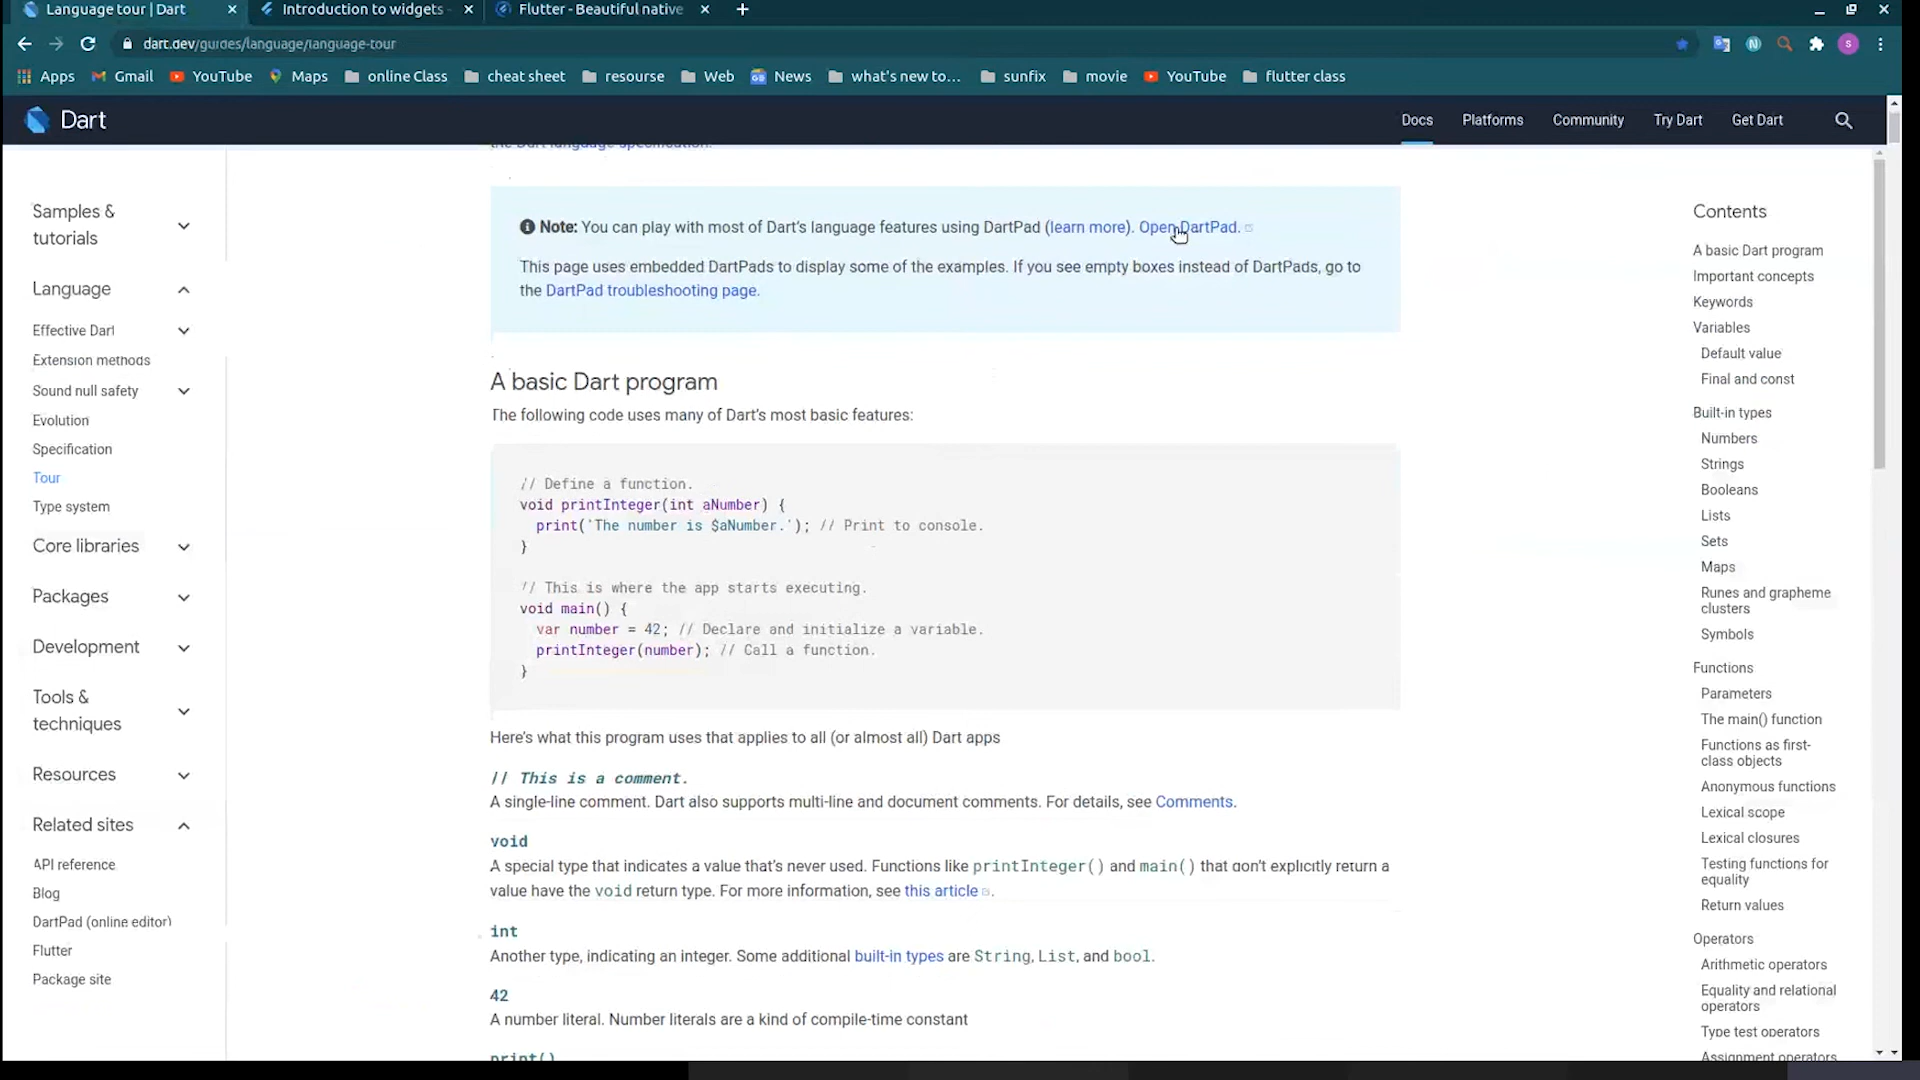 Language tour | Dart
Introduction to widgets -
Flutter - Beautiful native
dart.dev/guides/language/language-tour
Apps
Gmail
YouTube
Maps
online Class
cheat sheet
resourse
Web
News
what's new to...
sunfix
movie
YouTube
flutter class
Dart
Docs
Platforms
Community
Try Dart
Get Dart
Samples &
tutorials
Language
Effective Dart
Extension methods
Sound null safety
Evolution
Specification
Tour
Type system
Core libraries
Packages
Development
Tools &
techniques
Resources
Related sites
API reference
Blog
DartPad (online editor)
Flutter
Package site
the Dart language specification.
Note: You can play with most of Dart's language features using DartPad (learn more). Open DartPad.
This page uses embedded DartPads to display some of the examples. If you see empty boxes instead of DartPads, go to
the DartPad troubleshooting page.
A basic Dart program
The following code uses many of Dart's most basic features:
// Define a function.
void printInteger(int aNumber) {
print('The number is $aNumber.'); // Print to console.
}
// This is where the app starts executing.
void main() {
var number = 42; // Declare and initialize a variable.
printInteger(number); // Call a function.
}
Here's what this program uses that applies to all (or almost all) Dart apps
// This is a comment.
A single-line comment. Dart also supports multi-line and document comments. For details, see Comments.
void
A special type that indicates a value that's never used. Functions like printInteger() and main() that don't explicitly return a
value have the void return type. For more information, see this article .
int
Another type, indicating an integer. Some additional built-in types are String, List, and bool.
42
A number literal. Number literals are a kind of compile-time constant
print()
Contents
A basic Dart program
Important concepts
Keywords
Variables
Default value
Final and const
Built-in types
Numbers
Strings
Booleans
Lists
Sets
Maps
Runes and grapheme
clusters
Symbols
Functions
Parameters
The main() function
Functions as first-
class objects
Anonymous functions
Lexical scope
Lexical closures
Testing functions for
equality
Return values
Operators
Arithmetic operators
Equality and relational
operators
Type test operators
Assignment operators